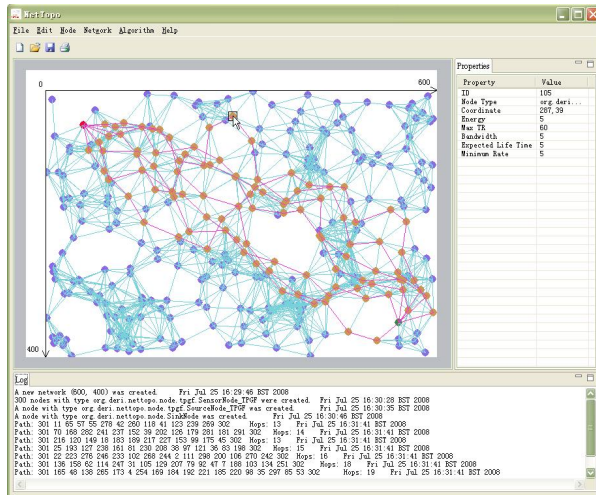 NetTopo
File Edit Node Network Algorithm Help
0
600
400
Properties
Property Value
ID 105
Node Type org.deri...
Coordinate 287,39
Energy 5
Max TR 60
Bandwidth 5
Expected Life Time 5
Minimum Rate 5
Log
A new network (600, 400) was created. Fri Jul 25 16:29:46 BST 2008
300 nodes with type org.deri.nettopo.node.tpgf.SensorNode_TPGF were created. Fri Jul 25 16:30:28 BST 2008
A node with type org.deri.nettopo.node.tpgf.SourceNode_TPGF was created. Fri Jul 25 16:30:35 BST 2008
A node with type org.deri.nettopo.node.SinkNode was created. Fri Jul 25 16:30:46 BST 2008
Path: 301 11 65 57 55 278 42 260 118 41 123 239 269 302 Hops: 13 Fri Jul 25 16:31:41 BST 2008
Path: 301 70 168 282 241 237 152 39 202 126 179 281 181 291 302 Hops: 14 Fri Jul 25 16:31:41 BST 2008
Path: 301 216 120 149 18 183 189 217 227 153 99 175 45 302 Hops: 13 Fri Jul 25 16:31:41 BST 2008
Path: 301 25 193 127 238 161 81 230 208 38 97 121 36 83 198 302 Hops: 15 Fri Jul 25 16:31:41 BST 2008
Path: 301 22 223 276 246 233 102 268 244 2 111 298 200 106 270 242 302 Hops: 16 Fri Jul 25 16:31:41 BST 2008
Path: 301 136 158 62 114 247 31 105 129 207 79 92 47 7 188 103 134 251 302 Hops: 18 Fri Jul 25 16:31:41 BST 2008
Path: 301 165 48 138 265 173 4 254 169 184 192 221 185 220 98 35 297 85 53 302 Hops: 19 Fri Jul 25 16:31:41 BST 2008